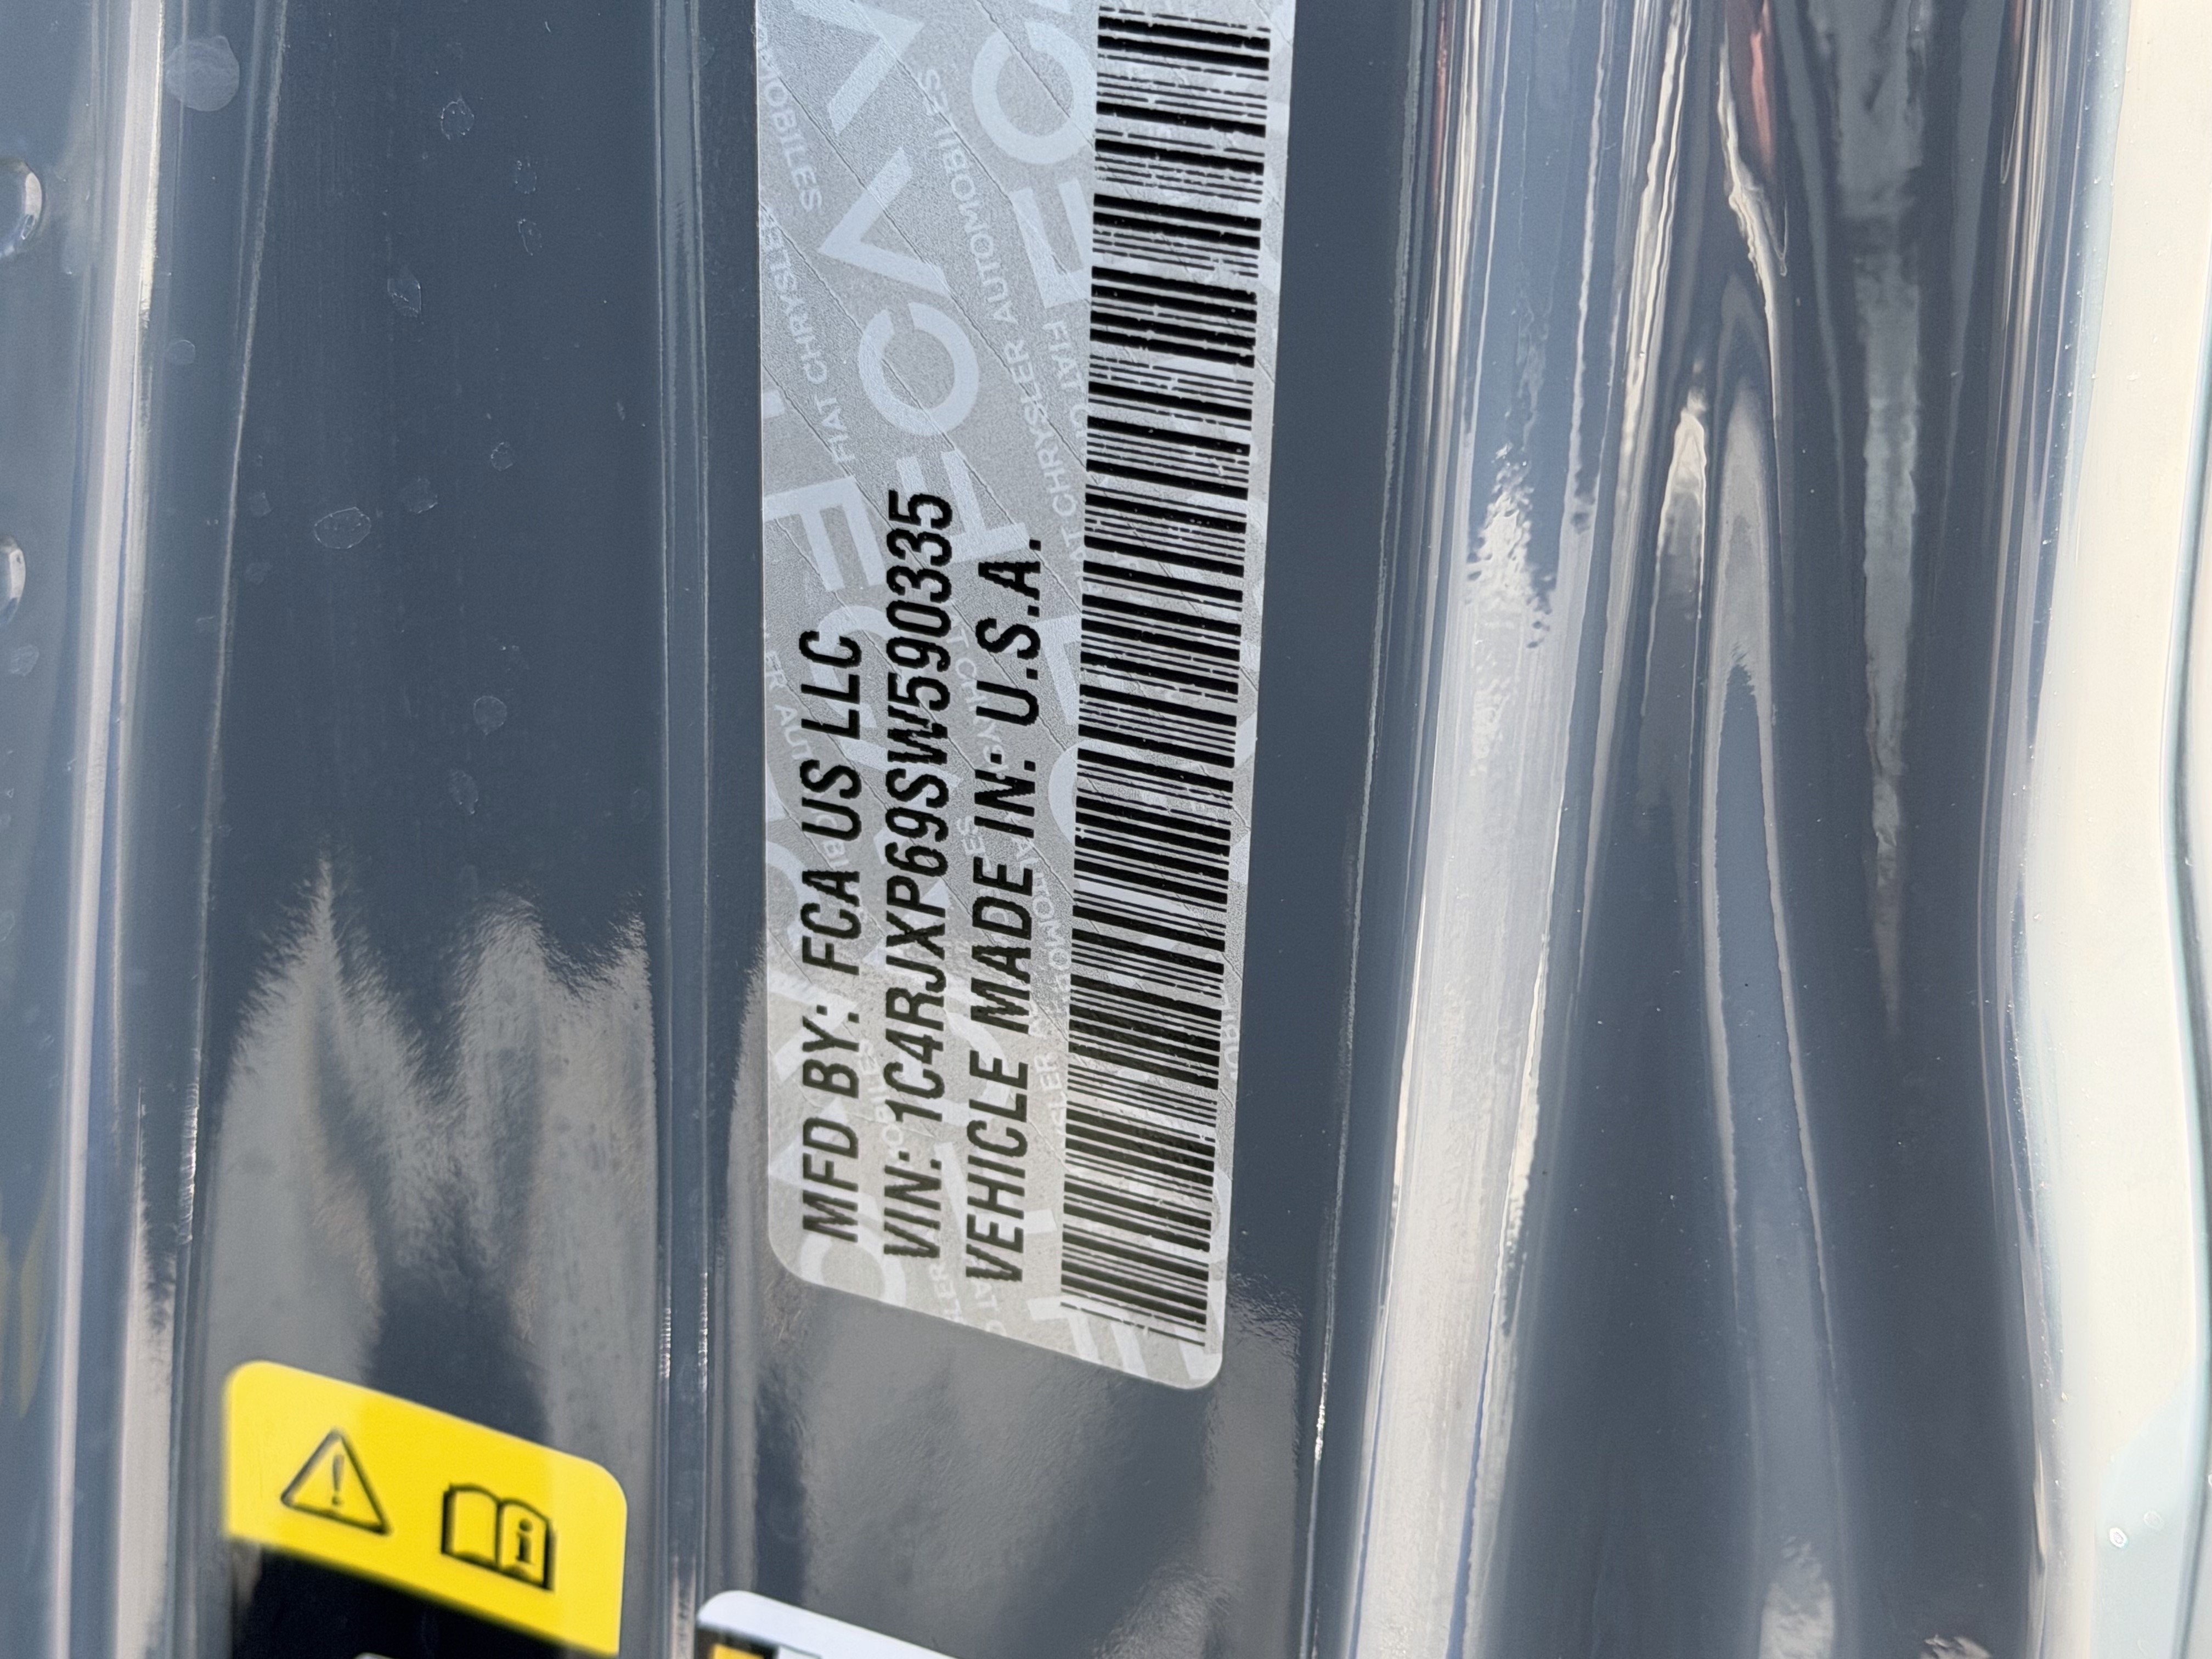 MFD BY: FCA US LLC
VIN: 1C4RJXP69SW590335
VEHICLE MADE IN: U.S.A.